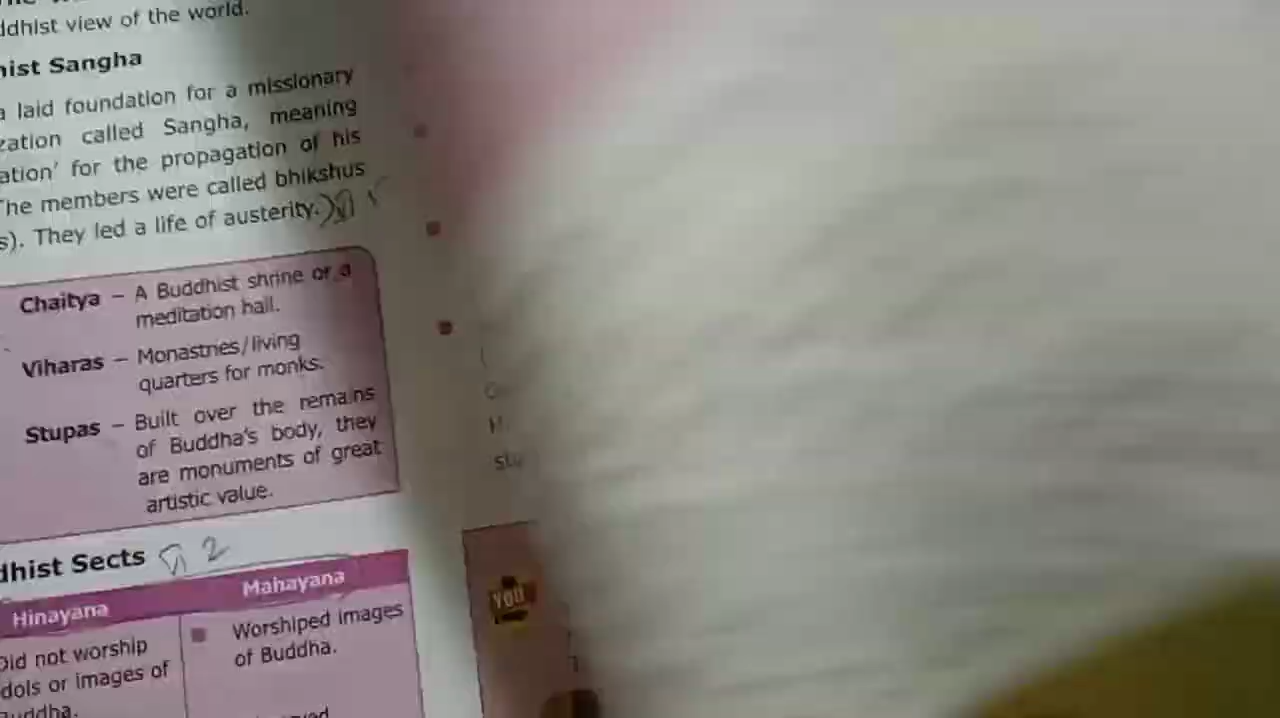 ddhist view of the world.
hist Sangha
a laid foundation for a missionary
zation called Sangha, meaning
ation' for the propagation of his
The members were called bhikshus
s). They led a life of austerity.
Chaitya – A Buddhist shrine or a
meditation hall.
Viharas – Monastries/living
quarters for monks.
Stupas – Built over the remains
of Buddha's body, they
are monuments of great
artistic value.
dhist Sects 2
Hinayana Mahayana
Did not worship
dols or images of
Buddha.
Worshiped images
of Buddha.
You